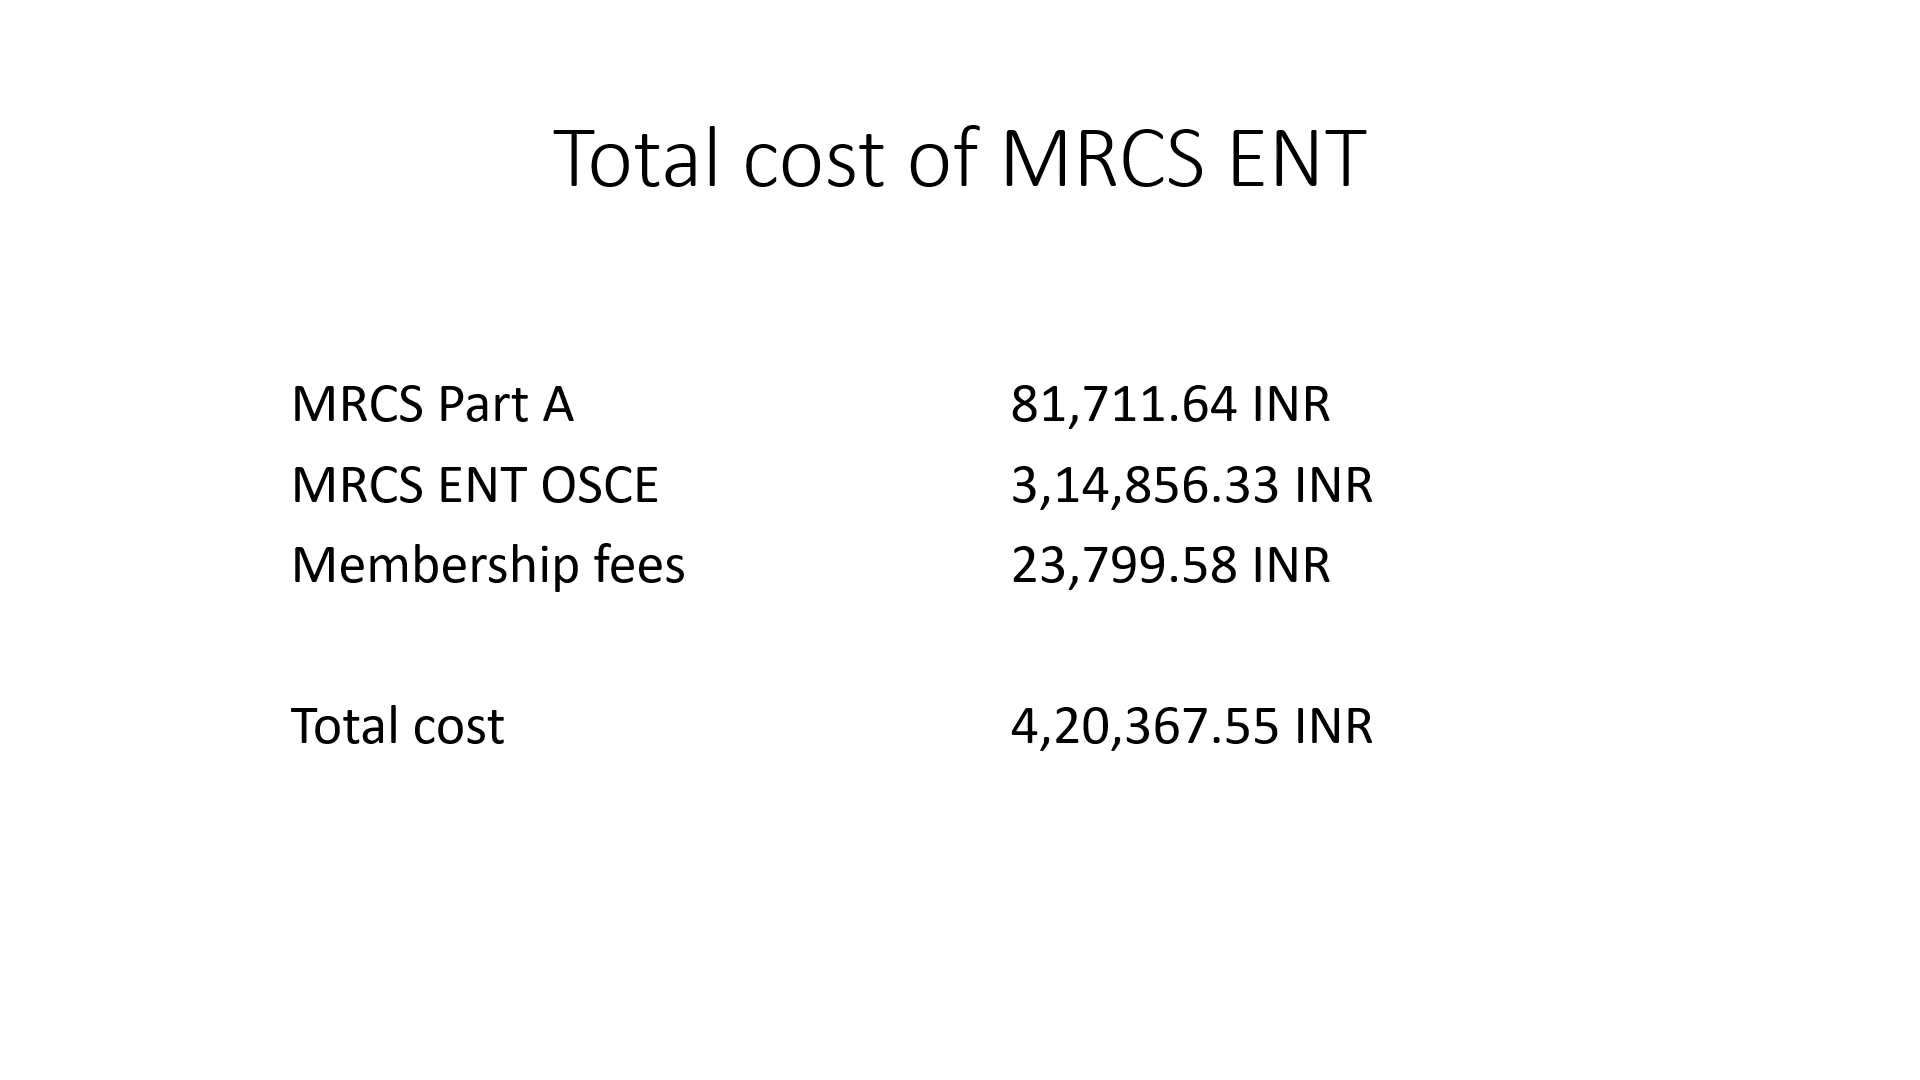 Total cost of MRCS ENT
MRCS Part A 81,711.64 INR
MRCS ENT OSCE 3,14,856.33 INR
Membership fees 23,799.58 INR
Total cost 4,20,367.55 INR